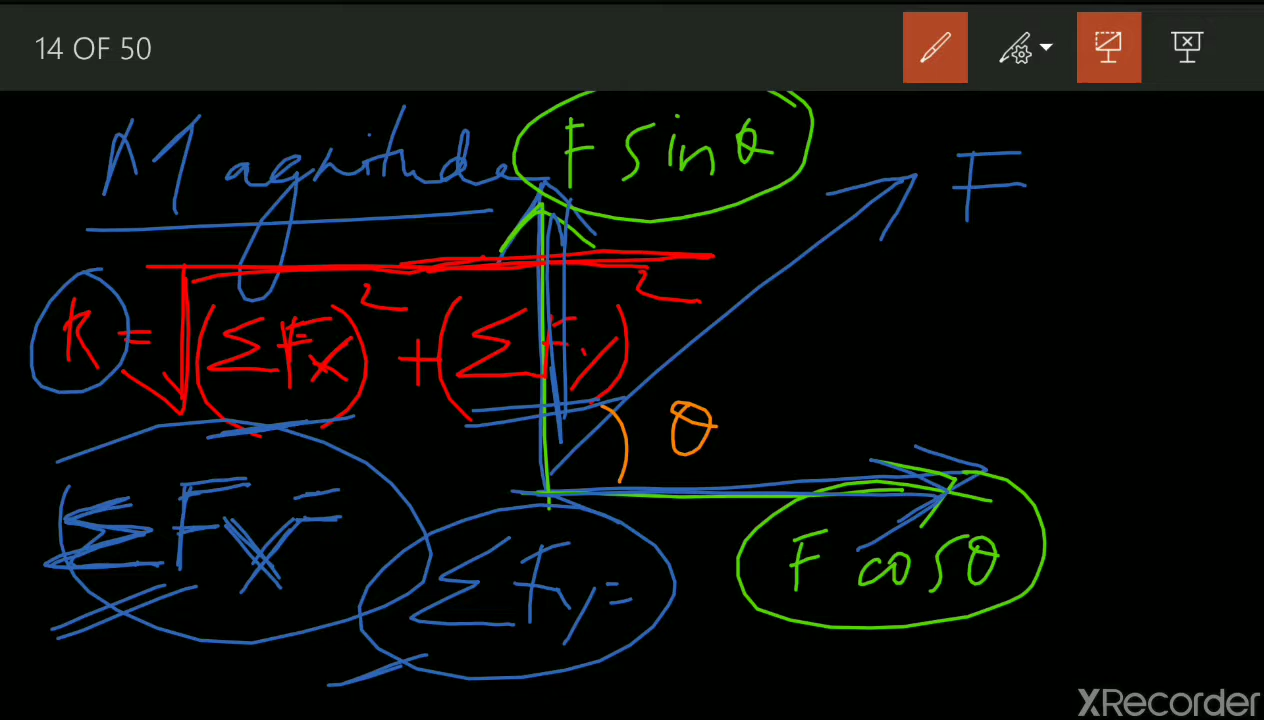 14 OF 50
Magnitude
F sinθ
F
R = √(ΣFx)² + (ΣFy)²
θ
ΣFx =
ΣFy =
F cosθ
XRecorder